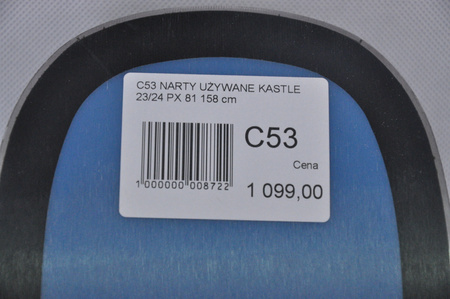 C53 NARTY UŻYWANE KASTLE
23/24 PX 81 158 cm
C53
Cena
1 000000 008722
1 099,00